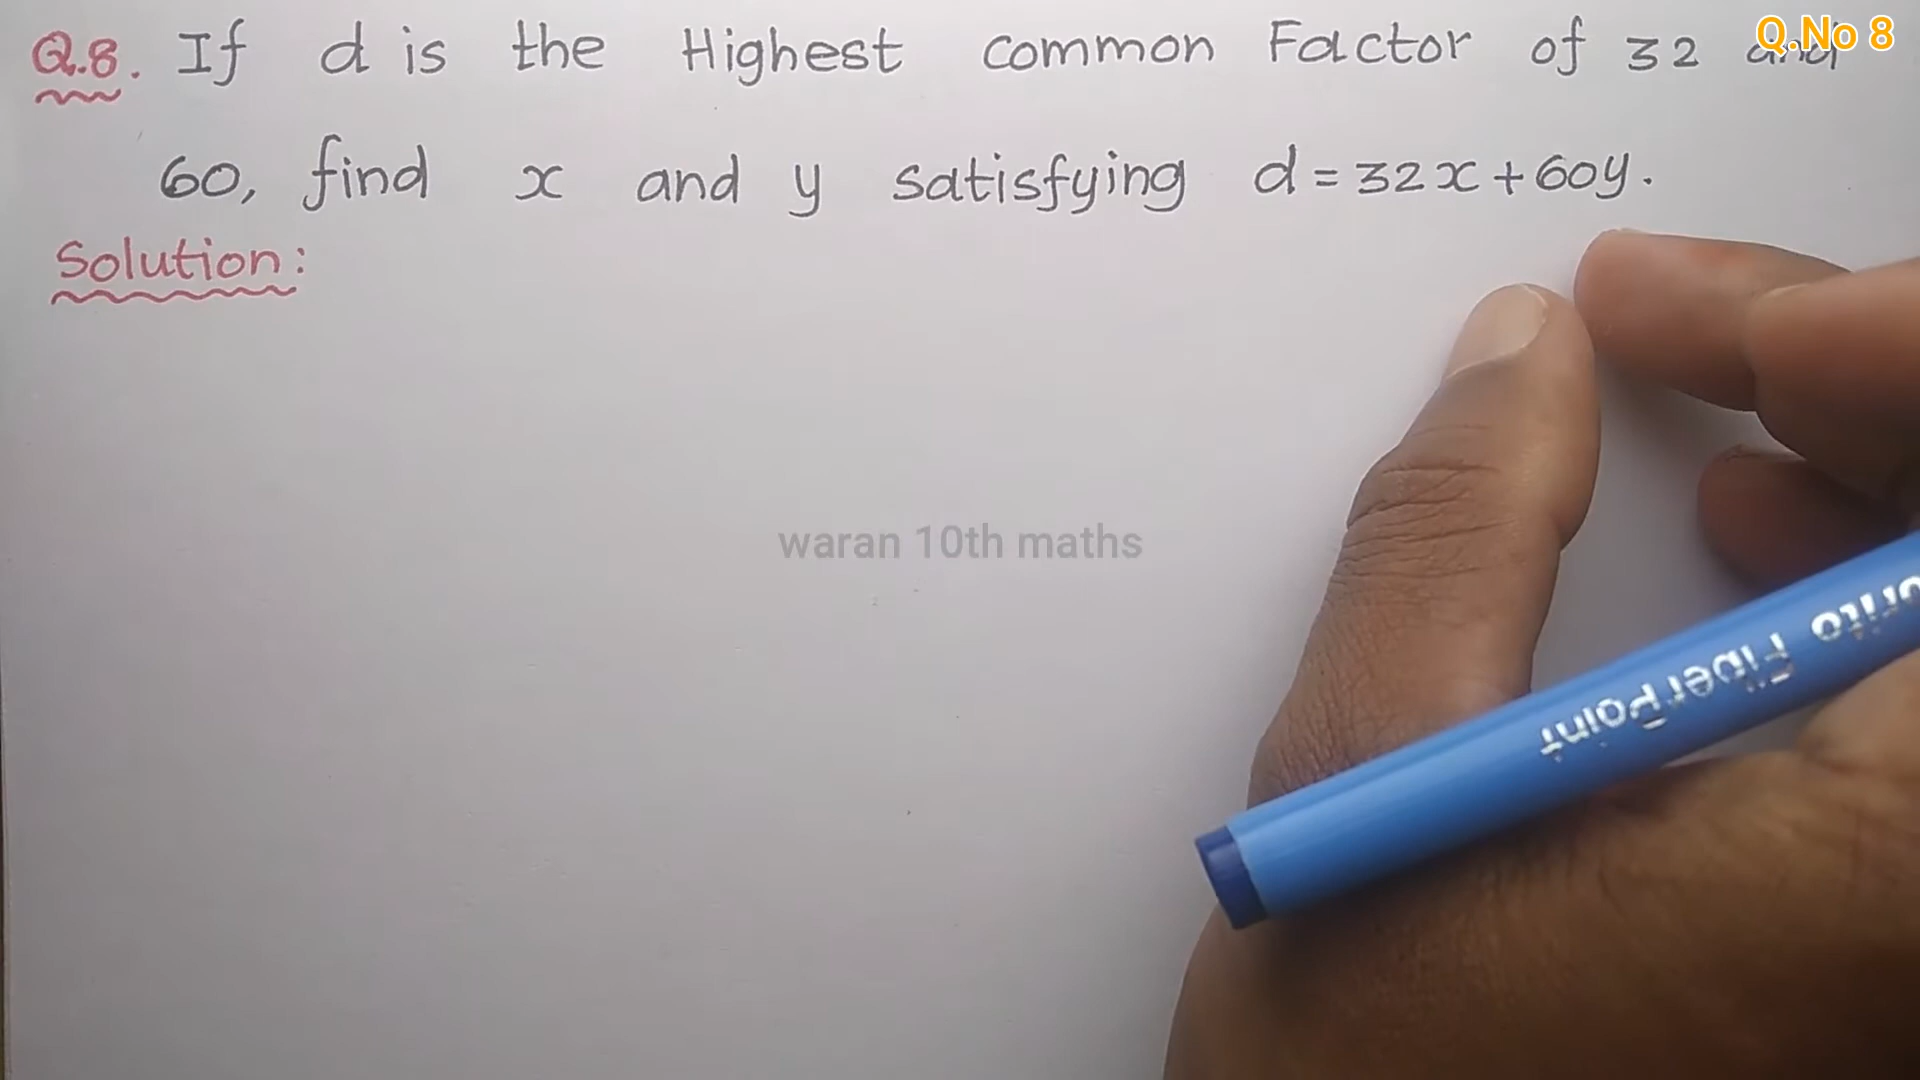 Q.8. If d is the Highest common Factor of 32 and
Q.No 8
60, find x and y satisfying d=32x+60y.
Solution:
waran 10th maths
FiberPoint